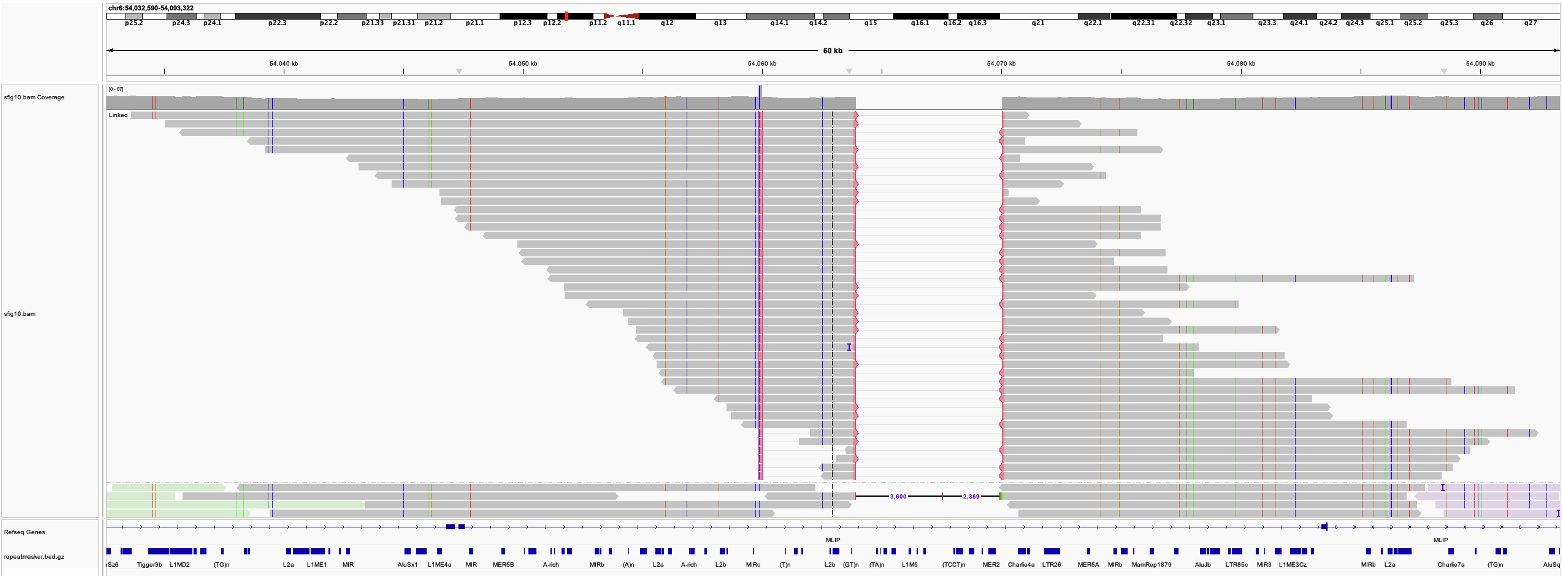 chr6:54,032,590-54,093,322
p25.2 p24.3 p24.1 p22.3 p22.2 p21.33 p21.31 p21.2 p21.1 p12.3 p12.2 p11.2 q11.1 q12 q13 q14.1 q14.2 q15 q16.1 q16.2 q16.3 q21 q22.1 q22.31 q22.32 q23.1 q23.3 q24.1 q24.2 q24.3 q25.1 q25.2 q25.3 q26 q27
60 kb
54,040 kb 54,050 kb 54,060 kb 54,070 kb 54,080 kb 54,090 kb
sfig10.bam Coverage
Linked
sfig10.bam
3,600 2,369
Refseq Genes
MLIP MLIP
repeatmasker.bed.gz
Tigger3b L1MD2 (TG)n L2a L1ME1 MIR AluSx1 L1ME4a MIR MER5B A-rich MIRb (A)n L2a A-rich L2b MIRc (T)n L2b (GT)n (TA)n L1M5 (TCCT)n MER2 Charlie4a LTR26 MER5A MIRb MamRep1879 AluJb LTR85c MIR3 L1ME3Cz MIRb L2a Charlie7a (TG)n